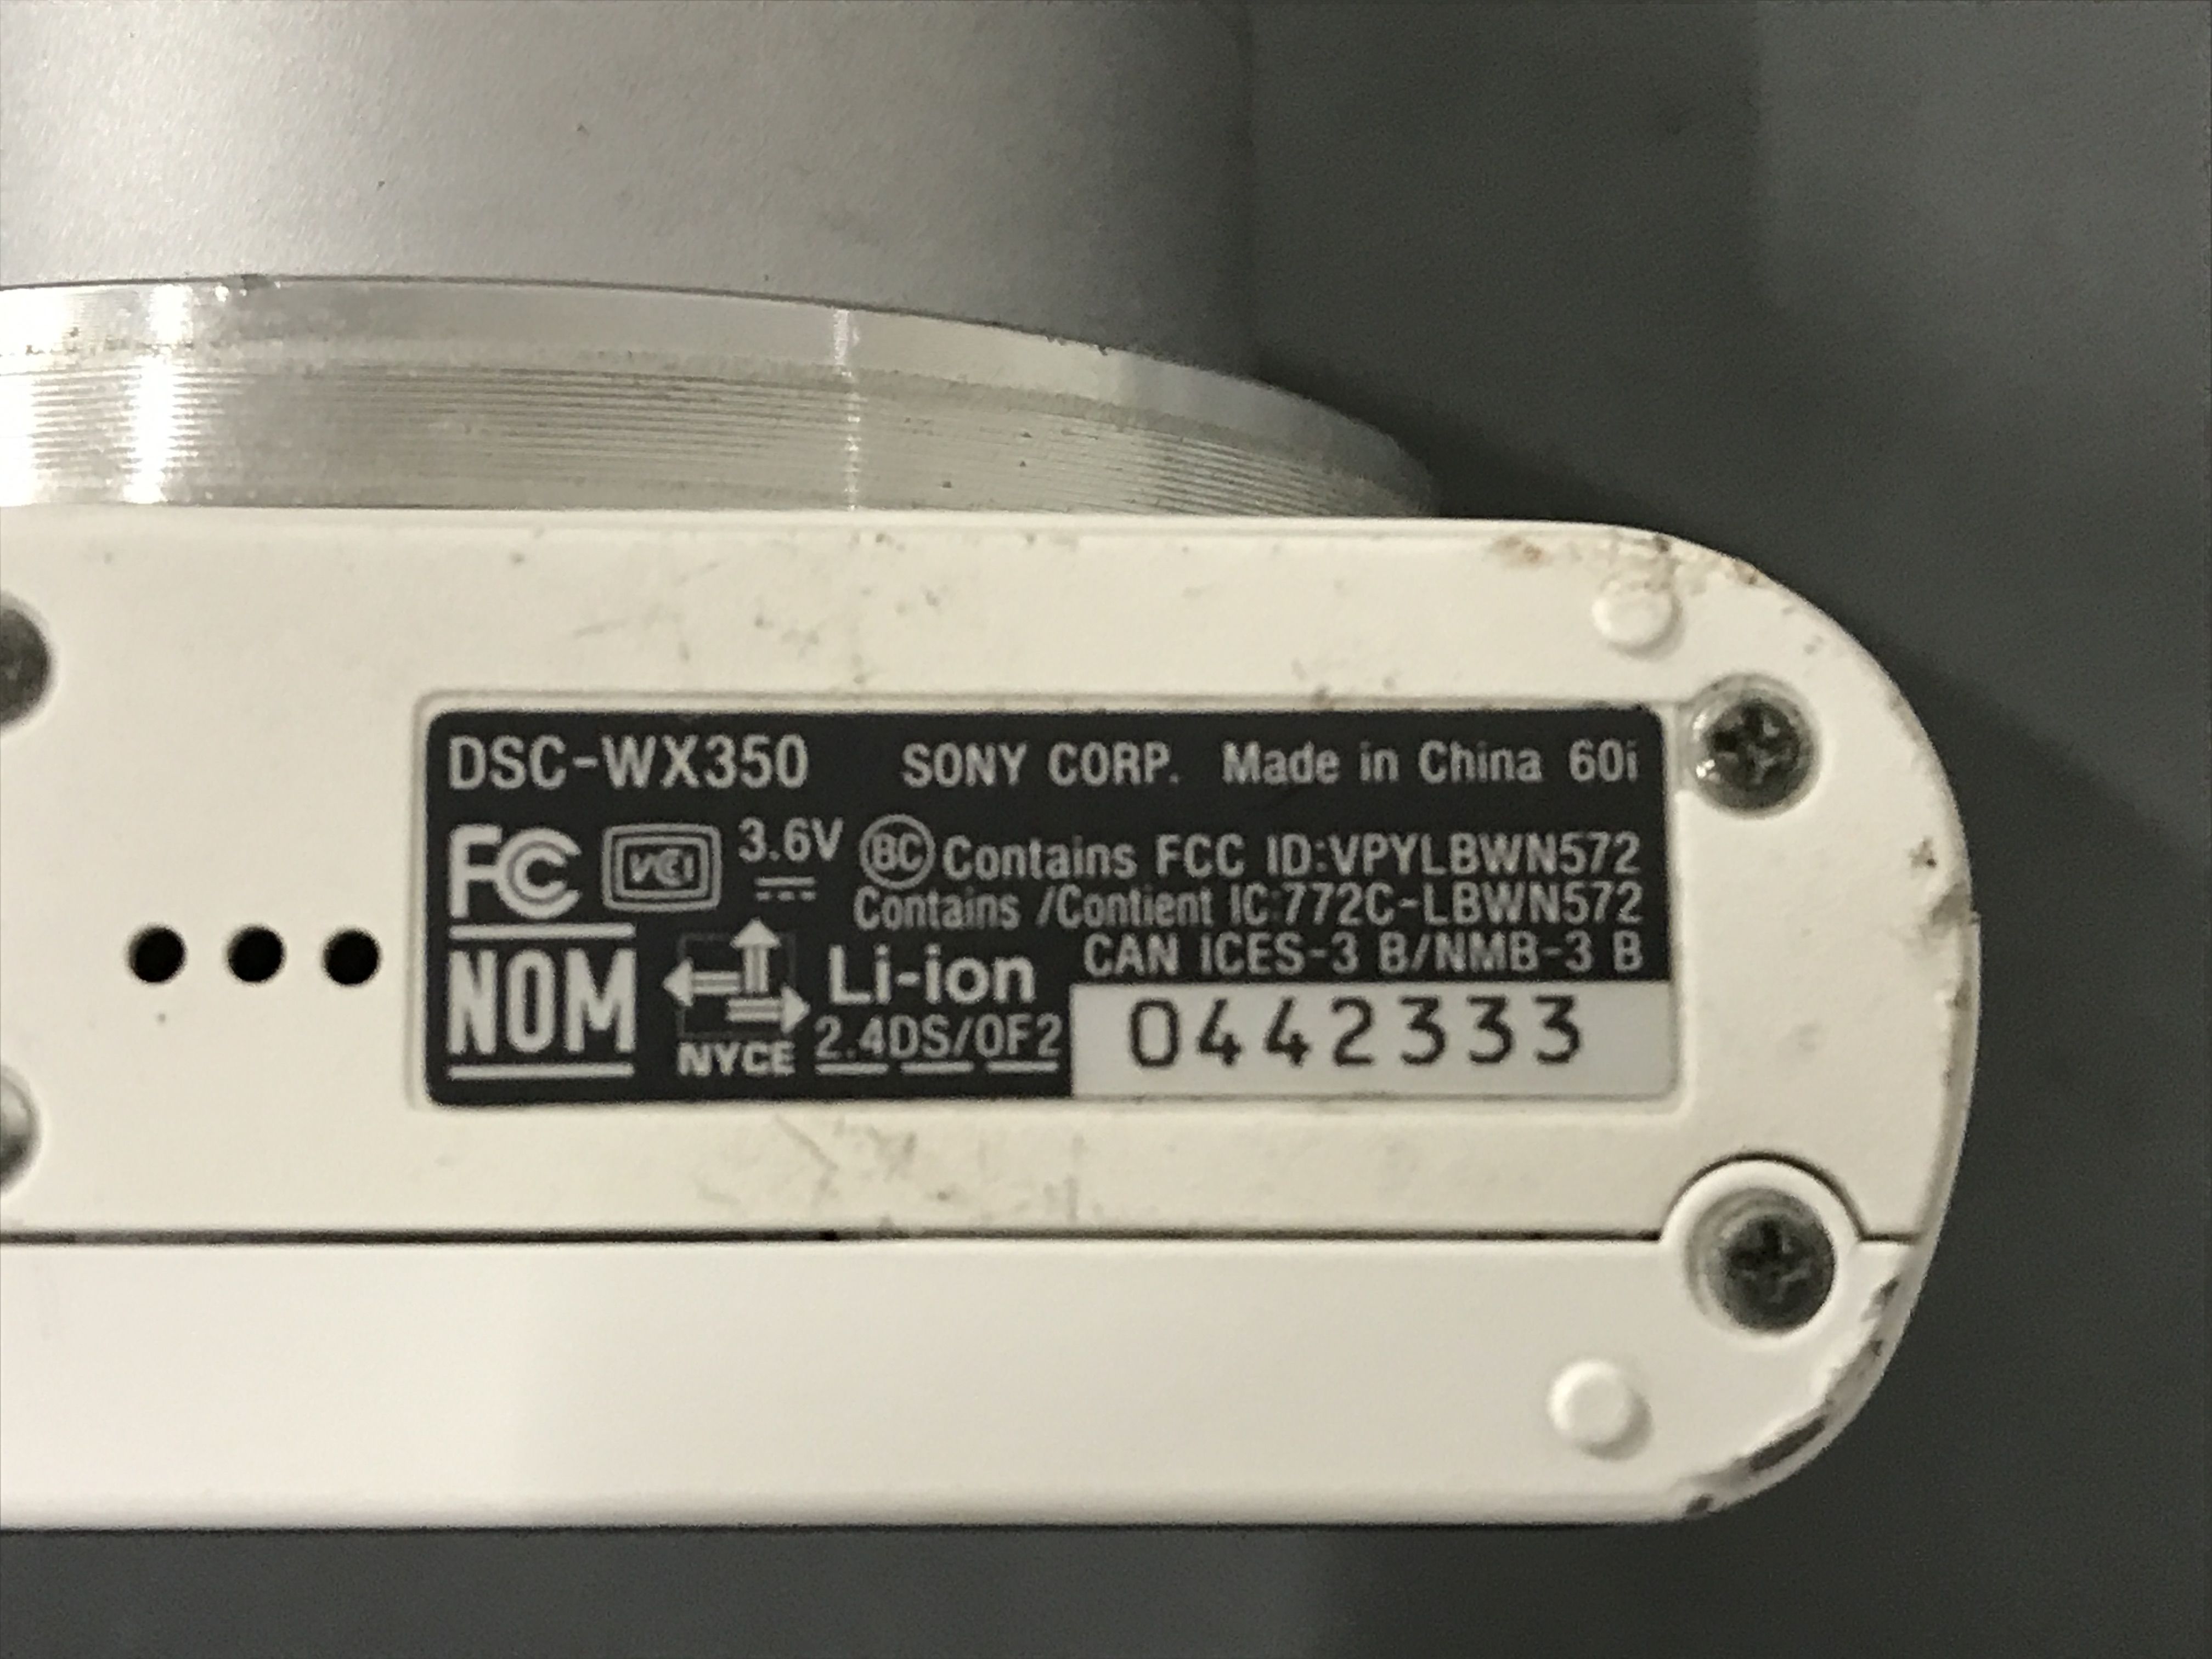 DSC-WX350 SONY CORP. Made in China 60i
FC VCI 3.6V BC Contains FCC ID:VPYLBWN572
Contains /Contient IC:772C-LBWN572
CAN ICES-3 B/NMB-3 B
NOM NYCE Li-ion
2.4DS/OF2
0442333